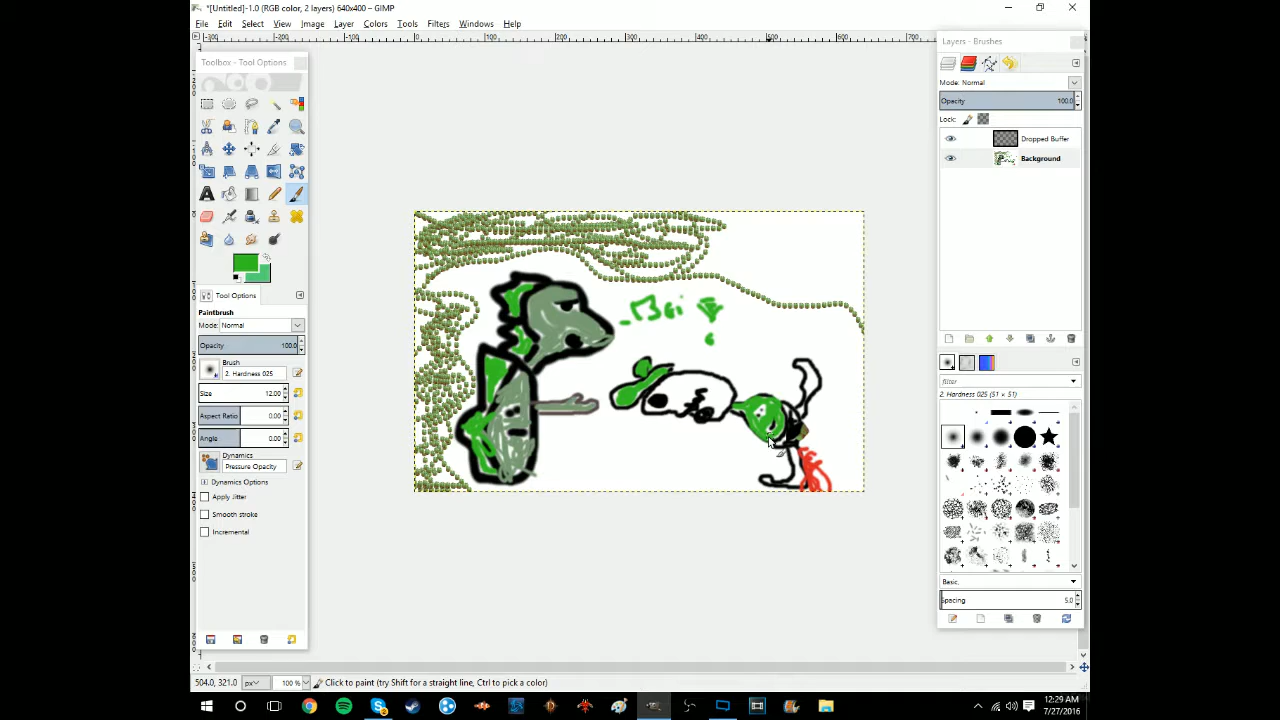 *[Untitled]-1.0 (RGB color, 2 layers) 640x400 – GIMP
File Edit Select View Image Layer Colors Tools Filters Windows Help
Toolbox - Tool Options
Tool Options
Paintbrush
Mode: Normal
Opacity 100.0
Brush
2. Hardness 025
Size 12.00
Aspect Ratio 0.00
Angle 0.00
Dynamics
Pressure Opacity
Dynamics Options
Apply Jitter
Smooth stroke
Incremental
Layers - Brushes
Mode: Normal
Opacity 100.0
Lock:
Dropped Buffer
Background
filter
2. Hardness 025 (51 × 51)
Basic,
Spacing 5.0
504.0, 321.0 px 100 % Click to paint (try Shift for a straight line, Ctrl to pick a color)
12:29 AM
7/27/2016